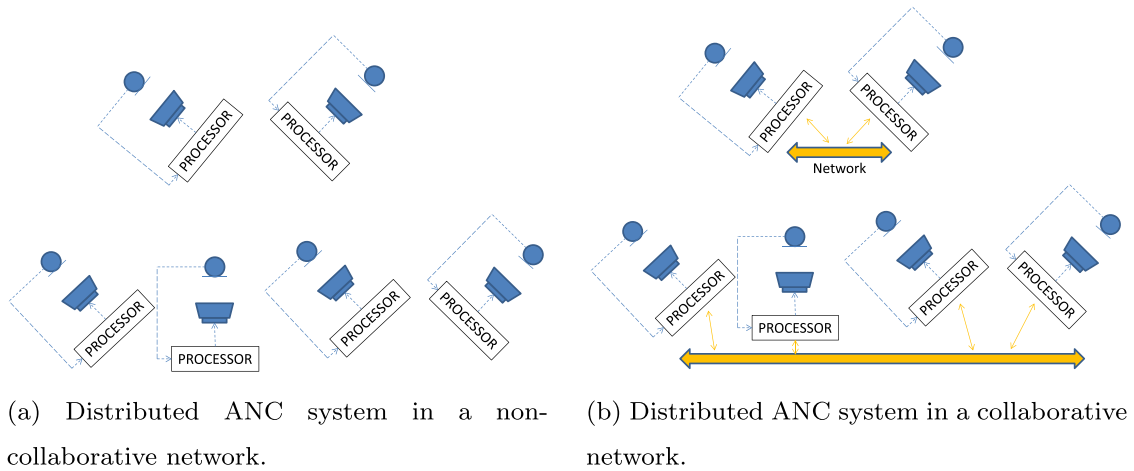 PROCESSOR
PROCESSOR
PROCESSOR
PROCESSOR
PROCESSOR
PROCESSOR
(a) Distributed ANC system in a non-
collaborative network.
PROCESSOR
PROCESSOR
Network
PROCESSOR
PROCESSOR
PROCESSOR
PROCESSOR
(b) Distributed ANC system in a collaborative
network.